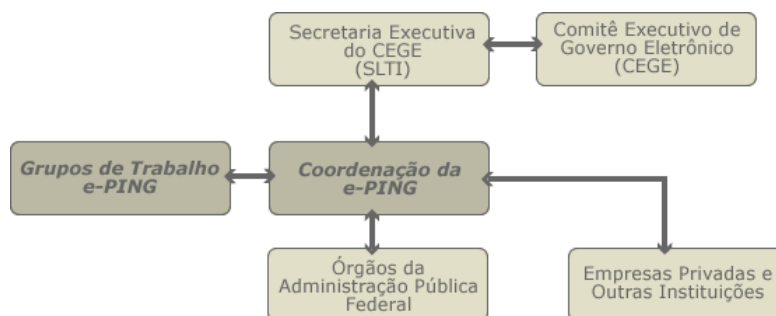 Secretaria Executiva
do CEGE
(SLTI)
Comitê Executivo de
Governo Eletrônico
(CEGE)
Grupos de Trabalho
e-PING
Coordenação da
e-PING
Órgãos da
Administração Pública
Federal
Empresas Privadas e
Outras Instituições